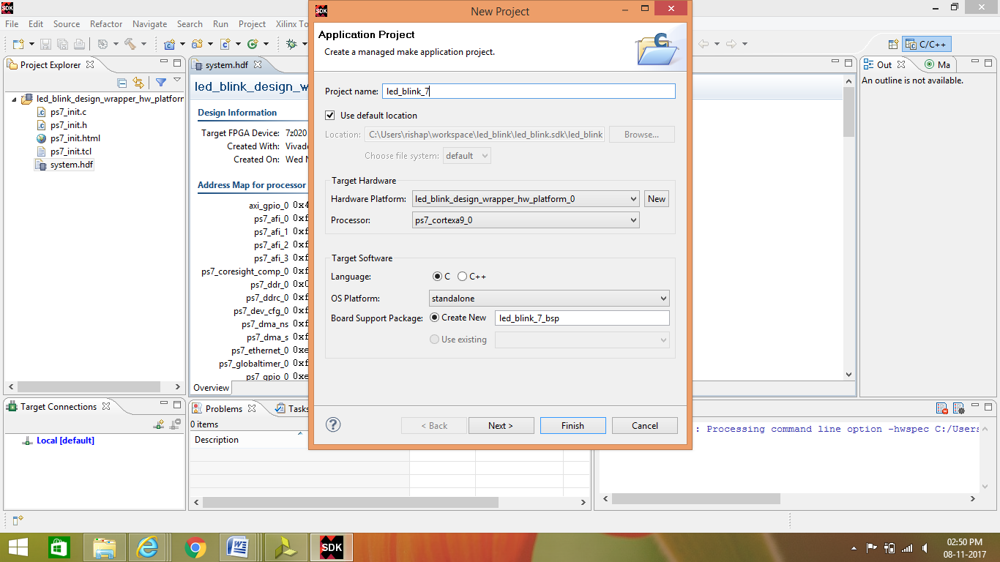 SDK
File Edit Source Refactor Navigate Search Run Project Xilinx To
C/C++
Project Explorer
led_blink_design_wrapper_hw_platform
ps7_init.c
ps7_init.h
ps7_init.html
ps7_init.tcl
system.hdf
system.hdf
led_blink_design_w
Design Information
Target FPGA Device: 7z020
Created With: Vivad
Created On: Wed N
Address Map for processor
axi_gpio_0 0x4
ps7_afi_0 0xf
ps7_afi_1 0xf
ps7_afi_2 0xf
ps7_afi_3 0xf
ps7_coresight_comp_0 0xf
ps7_ddr_0 0x0
ps7_ddrc_0 0xf
ps7_dev_cfg_0 0xf
ps7_dma_ns 0xf
ps7_dma_s 0xf
ps7_ethernet_0 0xe
ps7_globaltimer_0 0xf
ps7_gpio_0 0xe
Overview
SDK New Project
Application Project
Create a managed make application project.
Project name: led_blink_7
Use default location
Location: C:\Users\rishap\workspace\led_blink\led_blink.sdk\led_blink Browse...
Choose file system: default
Target Hardware
Hardware Platform: led_blink_design_wrapper_hw_platform_0 New
Processor: ps7_cortexa9_0
Target Software
Language: C C++
OS Platform: standalone
Board Support Package: Create New led_blink_7_bsp
Use existing
? < Back Next > Finish Cancel
Out Ma
An outline is not available.
Target Connections
Local [default]
Problems Tasks
0 items
Description
: Processing command line option -hwspec C:/Users
SDK
02:50 PM
08-11-2017